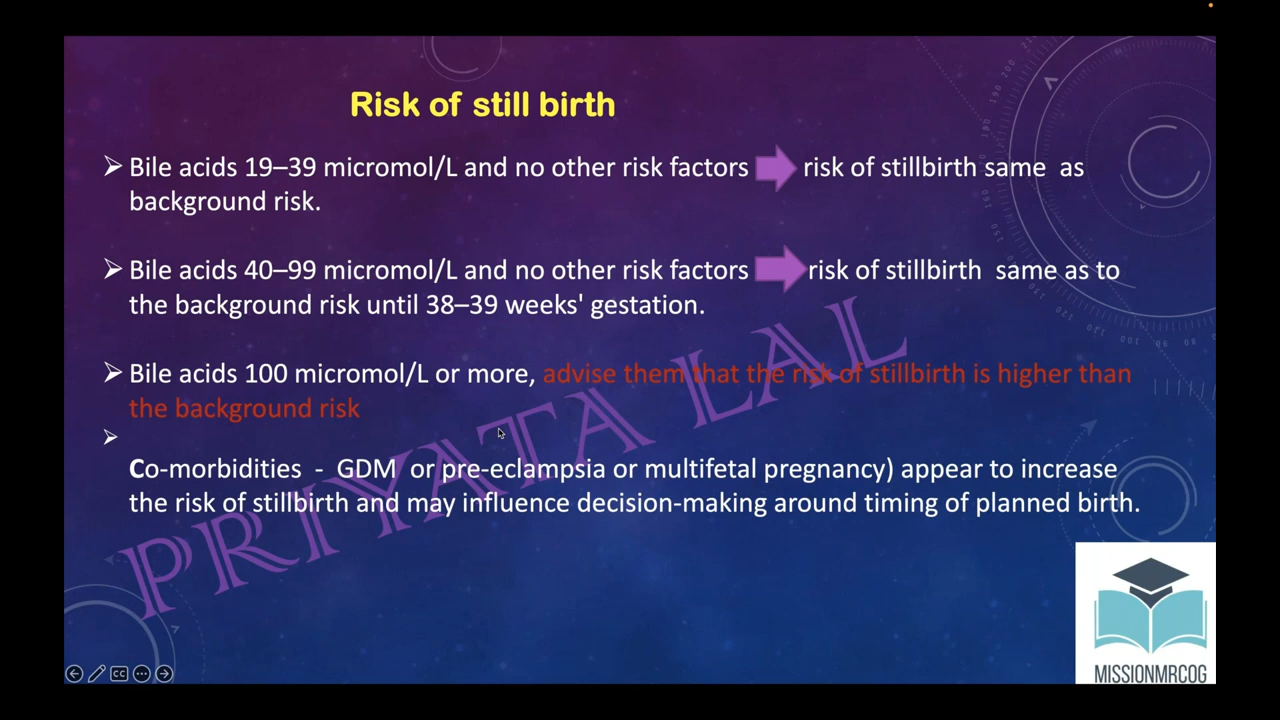 Risk of still birth
➢ Bile acids 19–39 micromol/L and no other risk factors risk of stillbirth same as
background risk.
➢ Bile acids 40–99 micromol/L and no other risk factors risk of stillbirth same as to
the background risk until 38–39 weeks' gestation.
➢ Bile acids 100 micromol/L or more, advise them that the risk of stillbirth is higher than
the background risk
➢
Co-morbidities - GDM or pre-eclampsia or multifetal pregnancy) appear to increase
the risk of stillbirth and may influence decision-making around timing of planned birth.
PRIYATA LAL
CC
MISSIONMRCOG